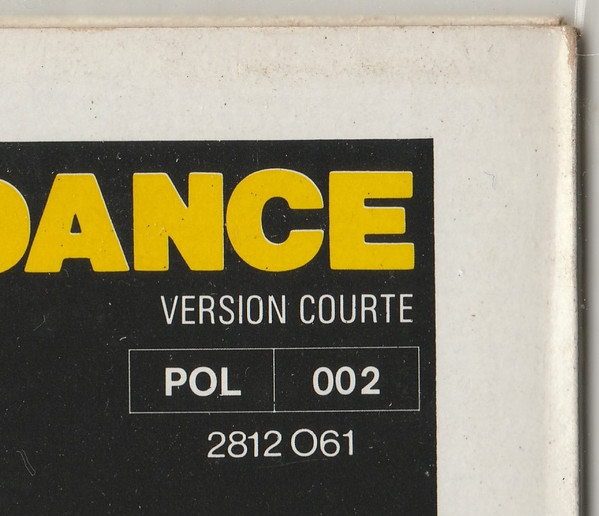 DANCE
VERSION COURTE
POL 002
2812 061